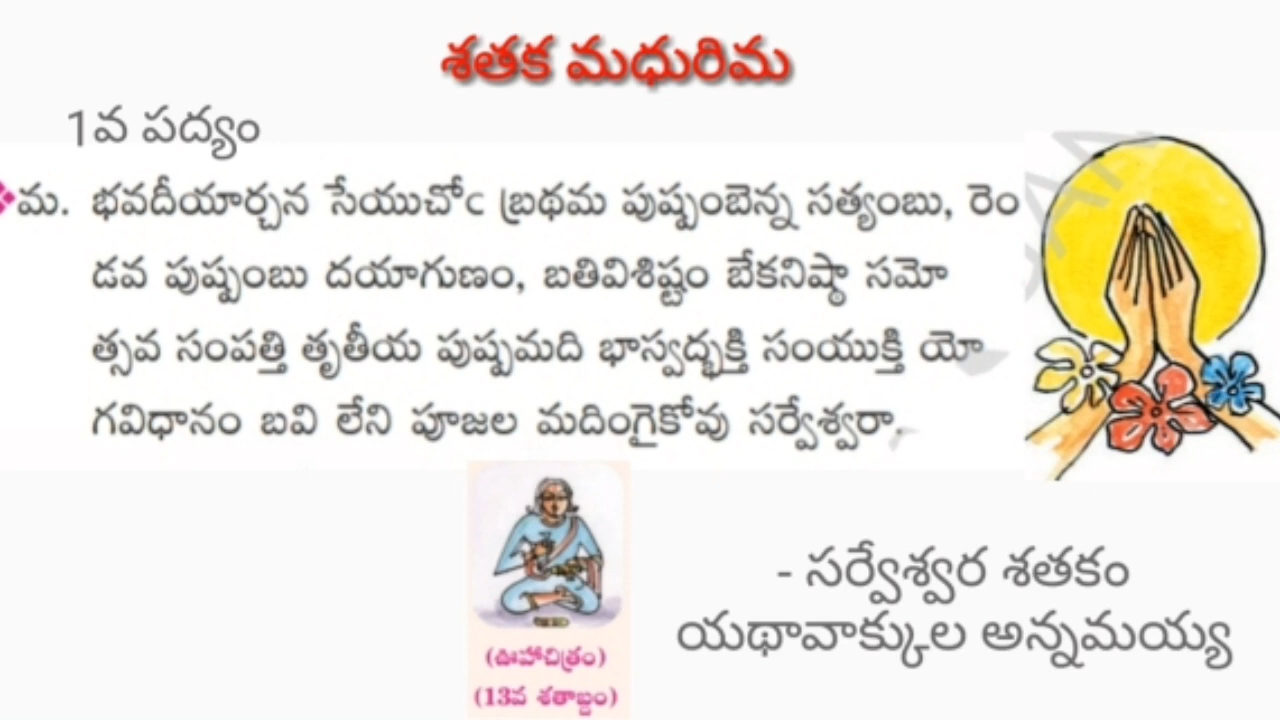 శతక మధురిమ
1వ పద్యం
మ. భవదీయార్చన సేయుచోఁ బ్రథమ పుష్పంబెన్న సత్యంబు, రెం
డవ పుష్పంబు దయాగుణం, బతివిశిష్టం బేకనిష్ఠా సమో
త్సవ సంపత్తి తృతీయ పుష్పమది భాస్వద్భక్తి సంయుక్తి యో
గవిధానం బవి లేని పూజల మదింగైకోవు సర్వేశ్వరా.
(ఊహాచిత్రం)
(13వ శతాబ్దం)
- సర్వేశ్వర శతకం
యథావాక్కుల అన్నమయ్య